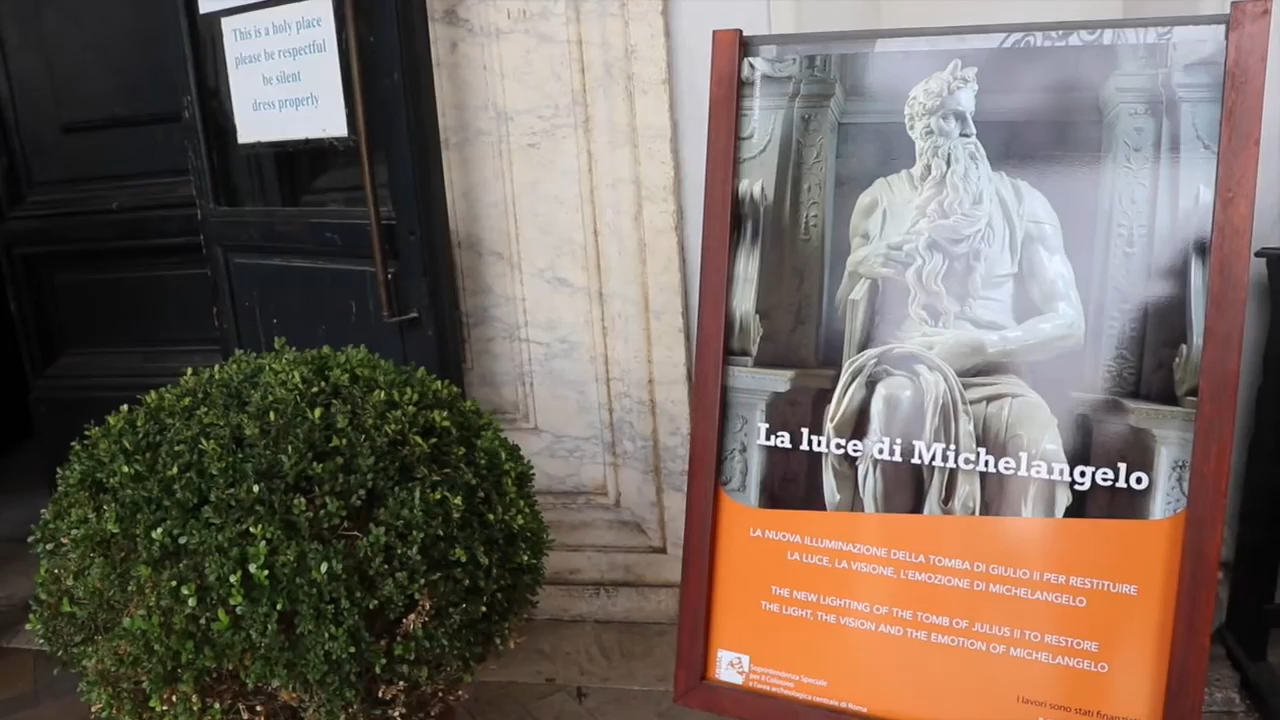 This is a holy place
please be respectful
be silent
dress properly
La luce di Michelangelo
LA NUOVA ILLUMINAZIONE DELLA TOMBA DI GIULIO II PER RESTITUIRE
LA LUCE, LA VISIONE, L'EMOZIONE DI MICHELANGELO
THE NEW LIGHTING OF THE TOMB OF JULIUS II TO RESTORE
THE LIGHT, THE VISION AND THE EMOTION OF MICHELANGELO
Soprintendenza Speciale
per il Colosseo
e l'area archeologica centrale di Roma
I lavori sono stati